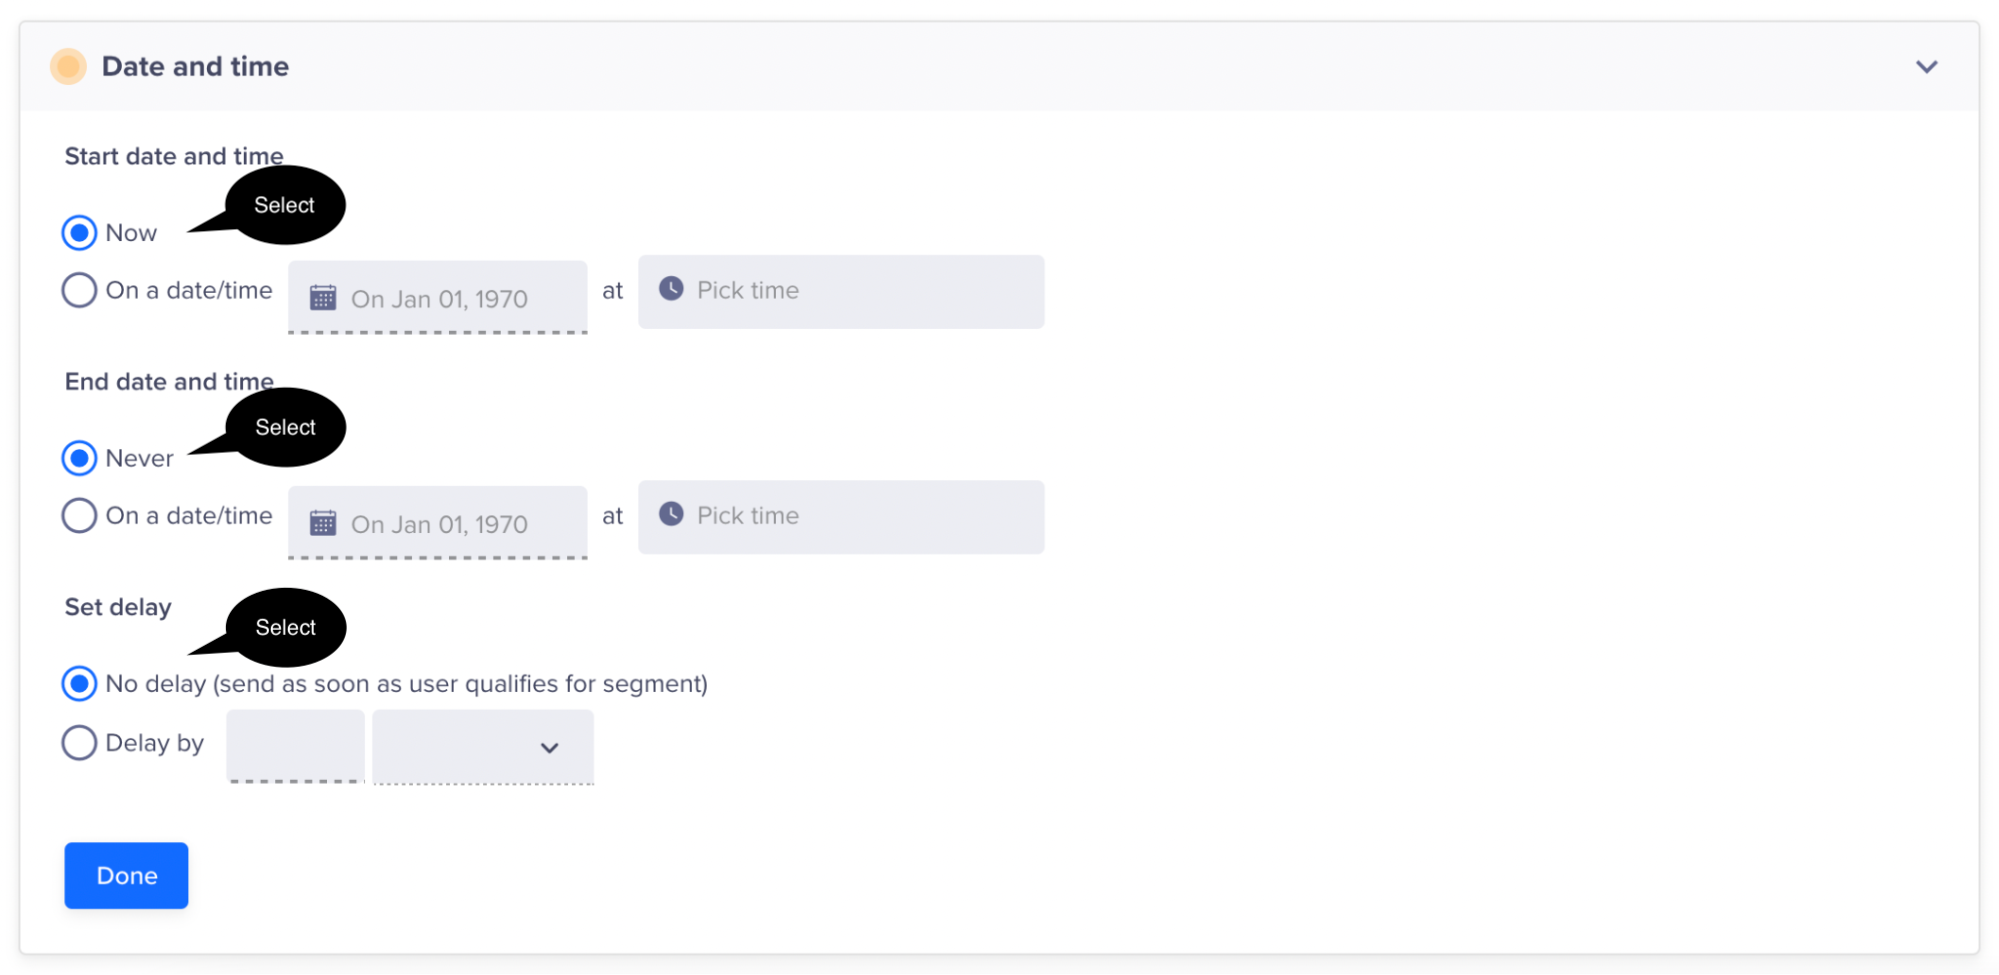 Date and time
Start date and time
Select
Now
On a date/time On Jan 01, 1970 at Pick time
End date and time
Select
Never
On a date/time On Jan 01, 1970 at Pick time
Set delay
Select
No delay (send as soon as user qualifies for segment)
Delay by
Done